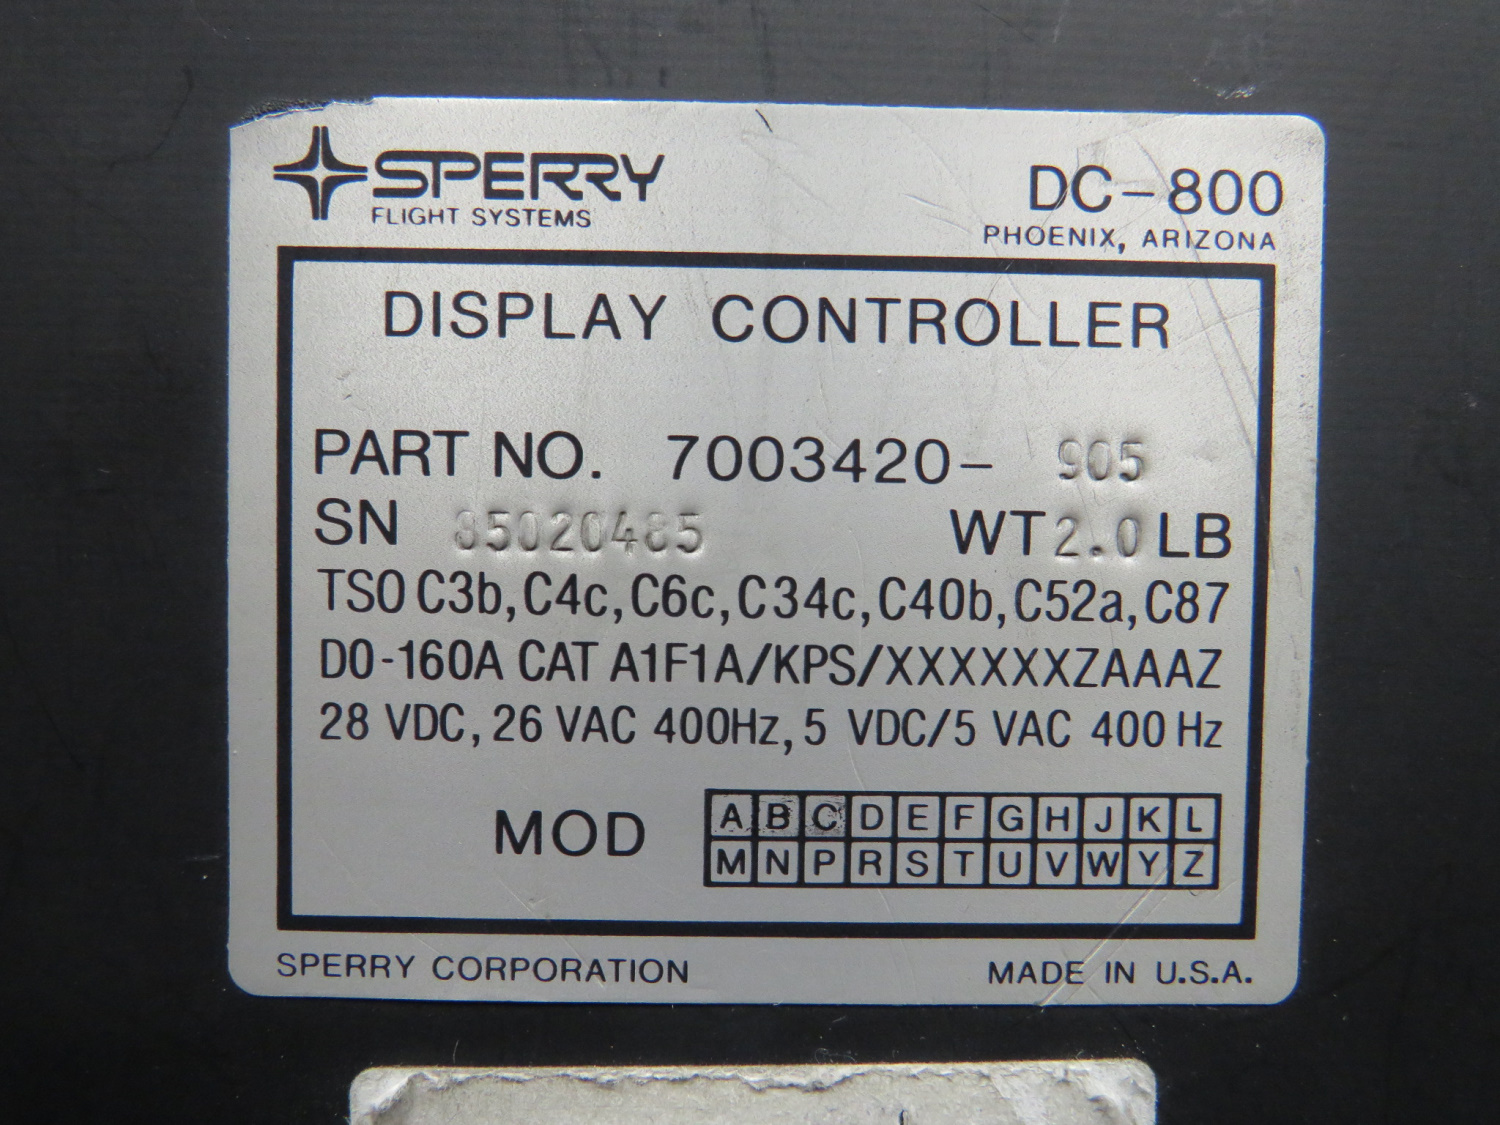 SPERRY
FLIGHT SYSTEMS
DC-800
PHOENIX, ARIZONA
DISPLAY CONTROLLER
PART NO. 7003420- 905
SN
WT 2.0 LB
TSO C3b, C4c, C6c, C34c, C40b, C52a, C87
DO-160A CAT A1F1A/KPS/XXXXXXZAAAZ
28 VDC, 26 VAC 400Hz, 5 VDC/5 VAC 400 Hz
MOD
A B C D E F G H J K L
M N P R S T U V W Y Z
SPERRY CORPORATION
MADE IN U.S.A.